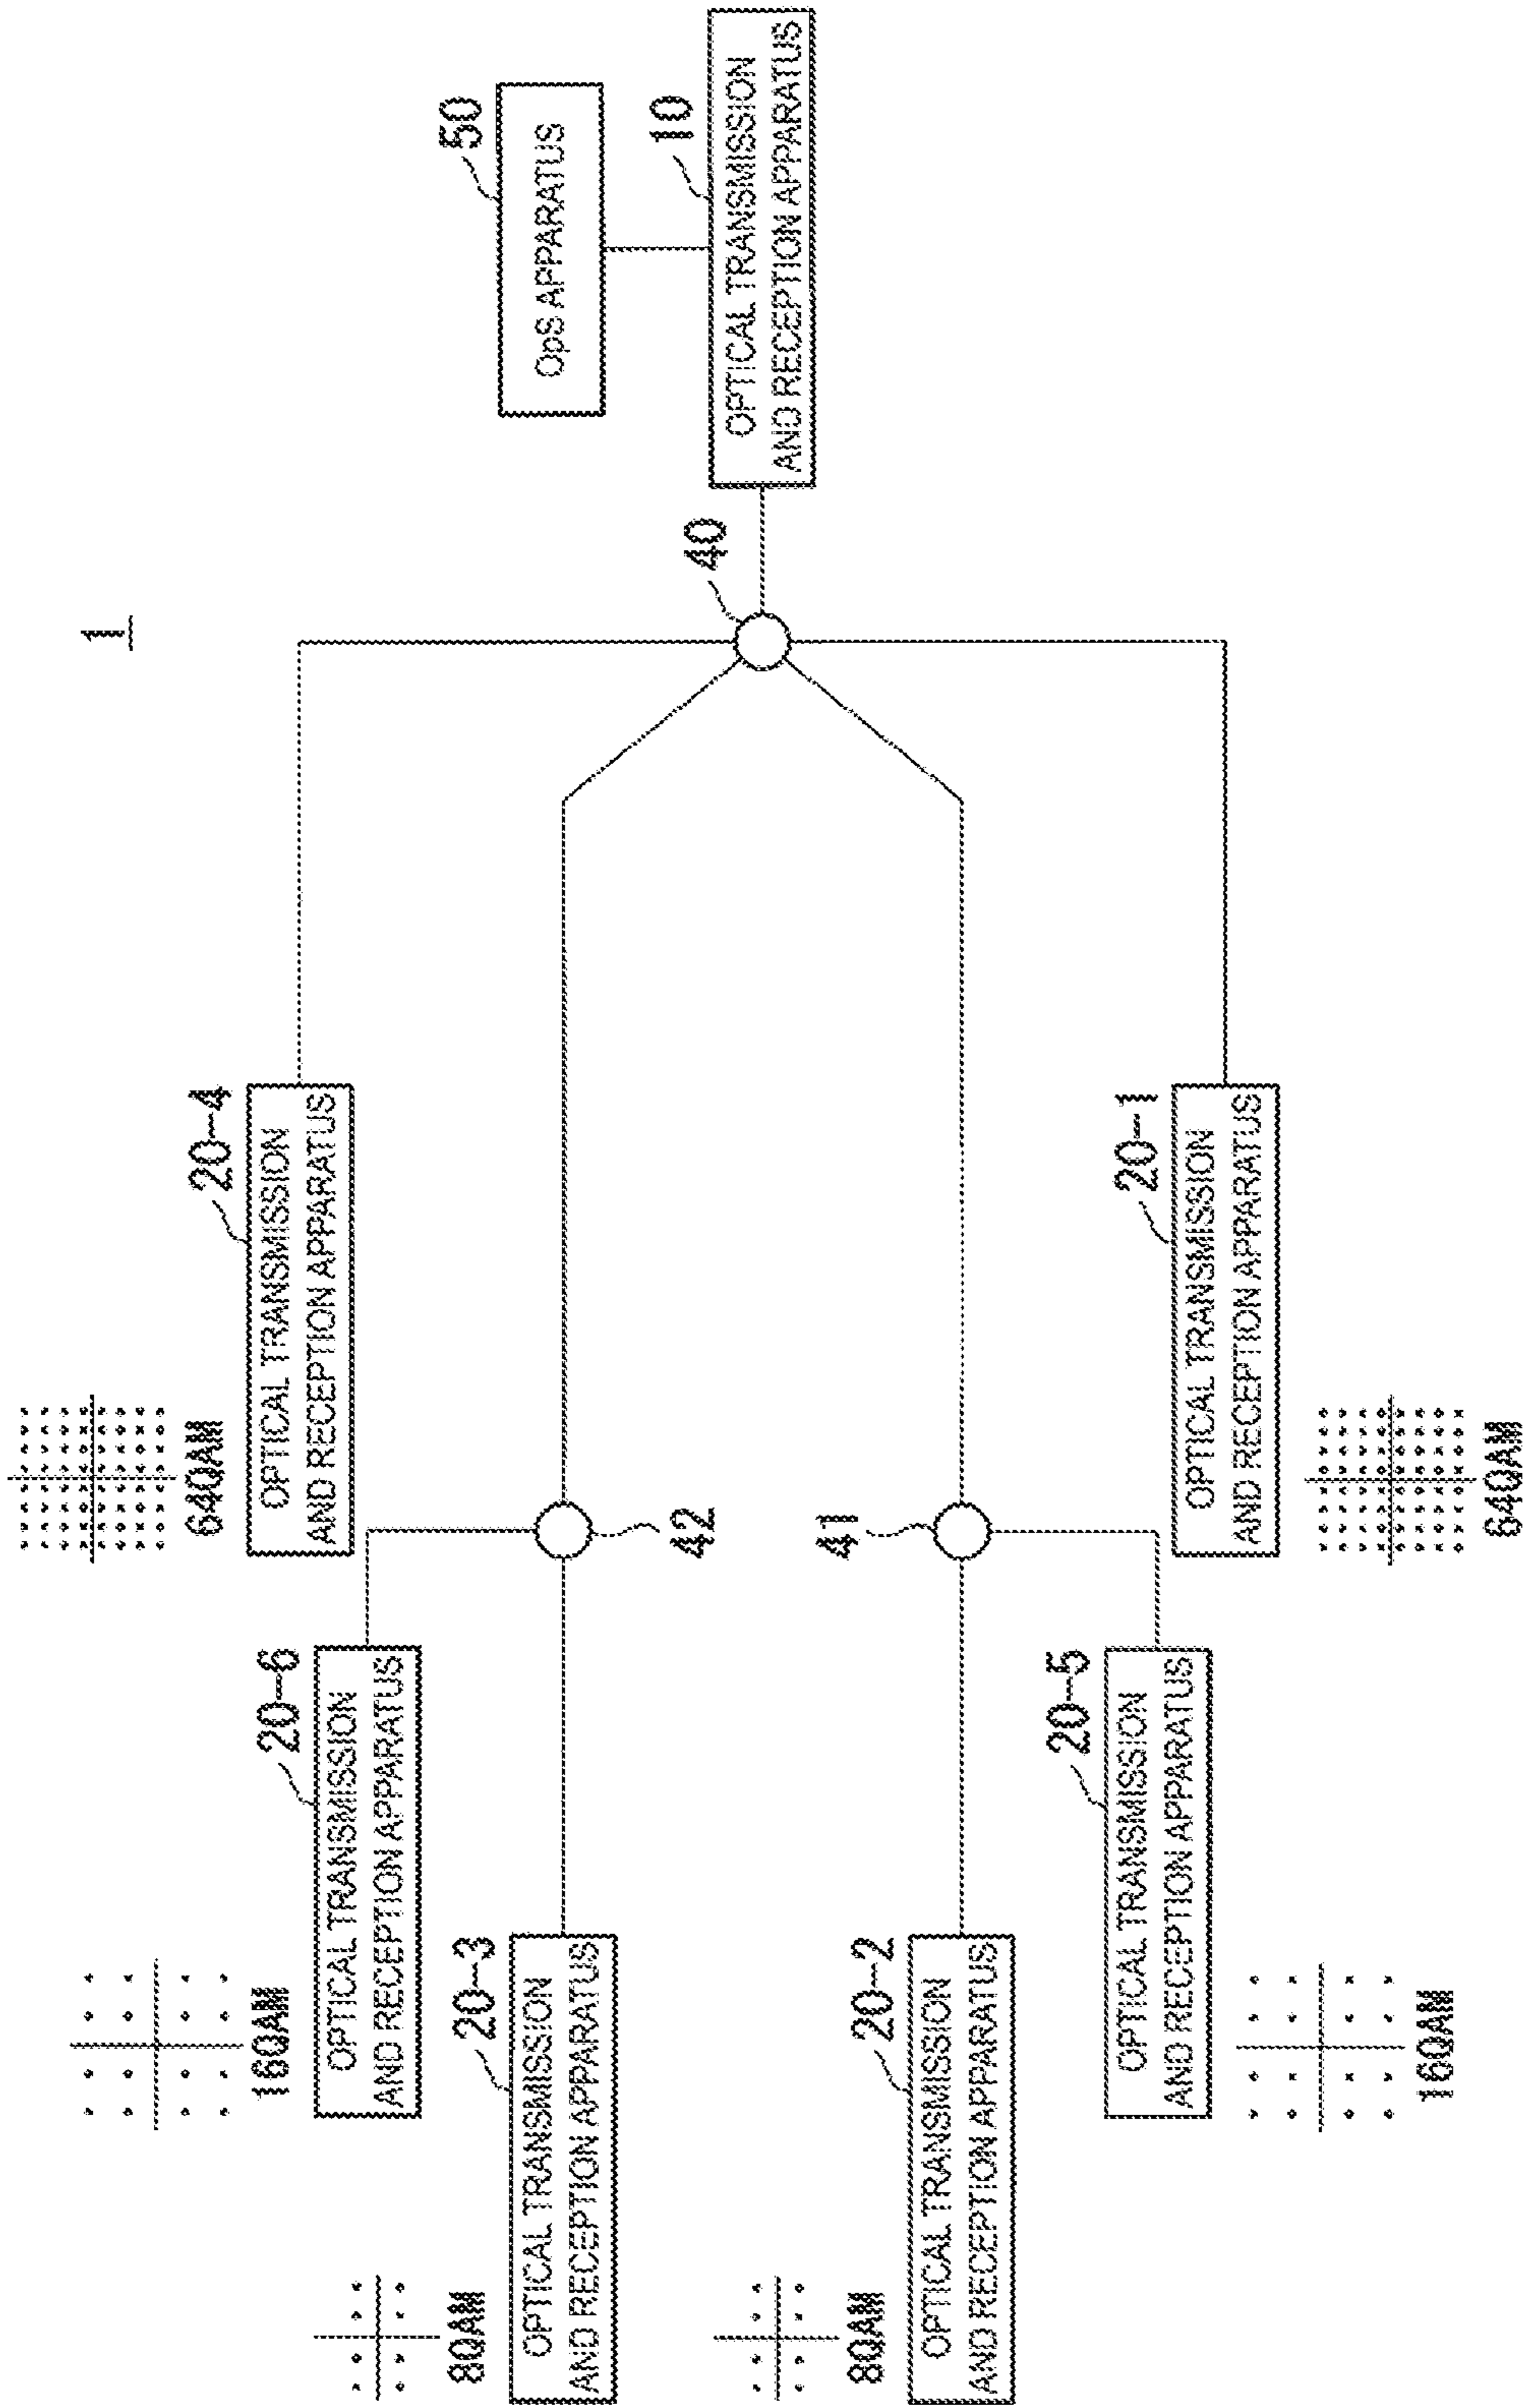 1
64QAM
20-4
OPTICAL TRANSMISSION
AND RECEPTION APPARATUS
16QAM
20-6
OPTICAL TRANSMISSION
AND RECEPTION APPARATUS
8QAM
20-3
OPTICAL TRANSMISSION
AND RECEPTION APPARATUS
50
OpS APPARATUS
10
OPTICAL TRANSMISSION
AND RECEPTION APPARATUS
40
42
41
8QAM
20-2
OPTICAL TRANSMISSION
AND RECEPTION APPARATUS
20-5
OPTICAL TRANSMISSION
AND RECEPTION APPARATUS
16QAM
20-1
OPTICAL TRANSMISSION
AND RECEPTION APPARATUS
64QAM